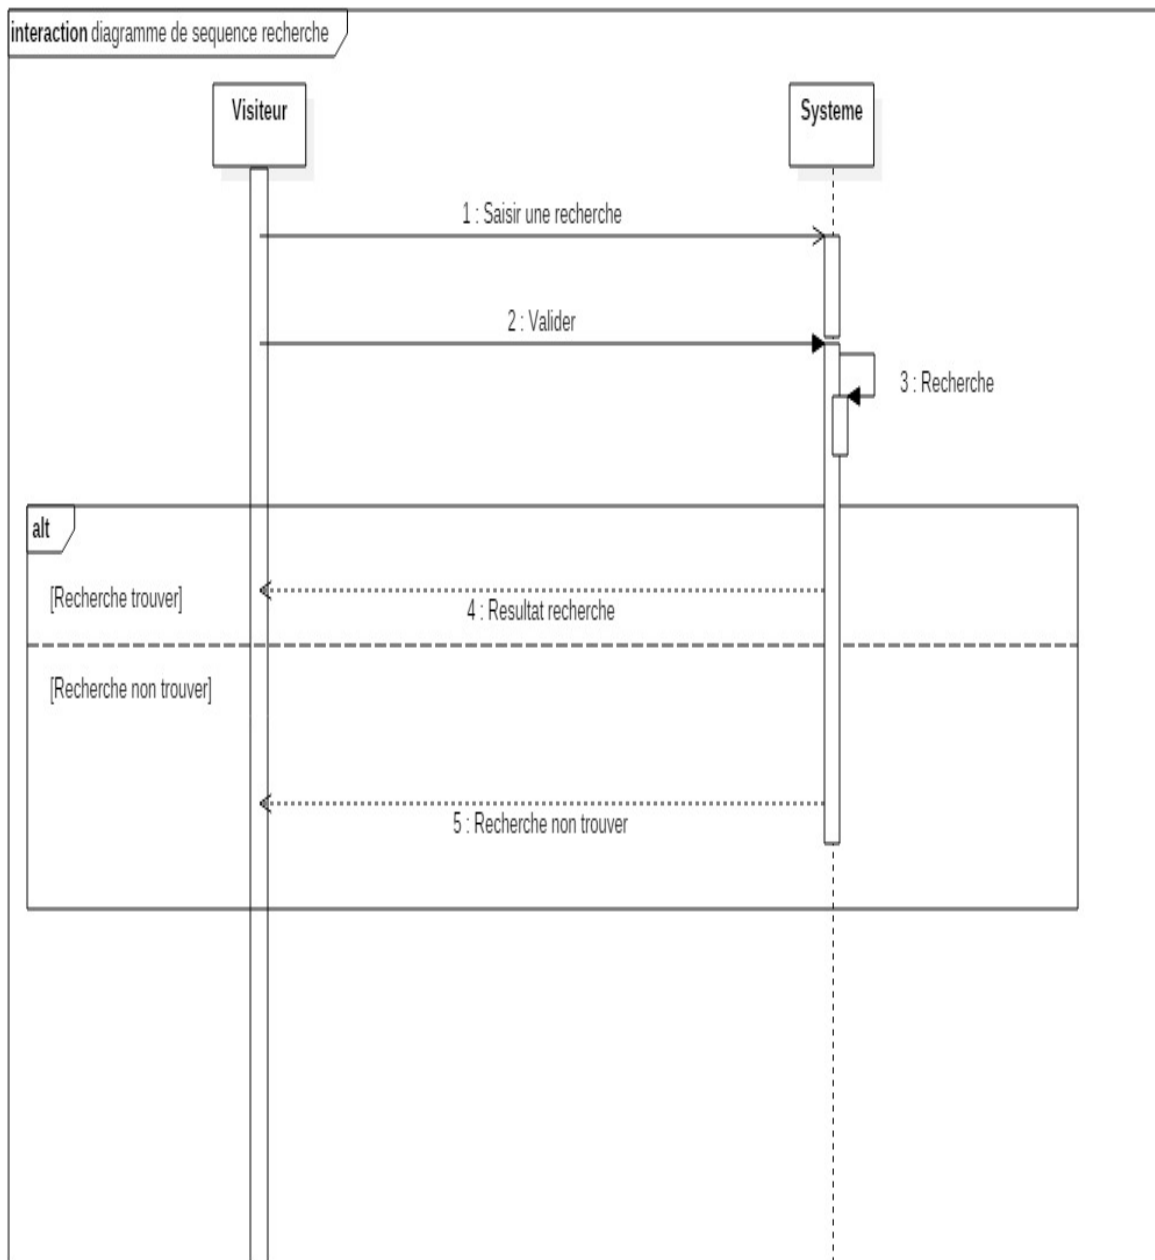 interaction diagramme de sequence recherche
Visiteur
Systeme
1 : Saisir une recherche
2 : Valider
3 : Recherche
alt
[Recherche trouver]
4 : Resultat recherche
[Recherche non trouver]
5 : Recherche non trouver